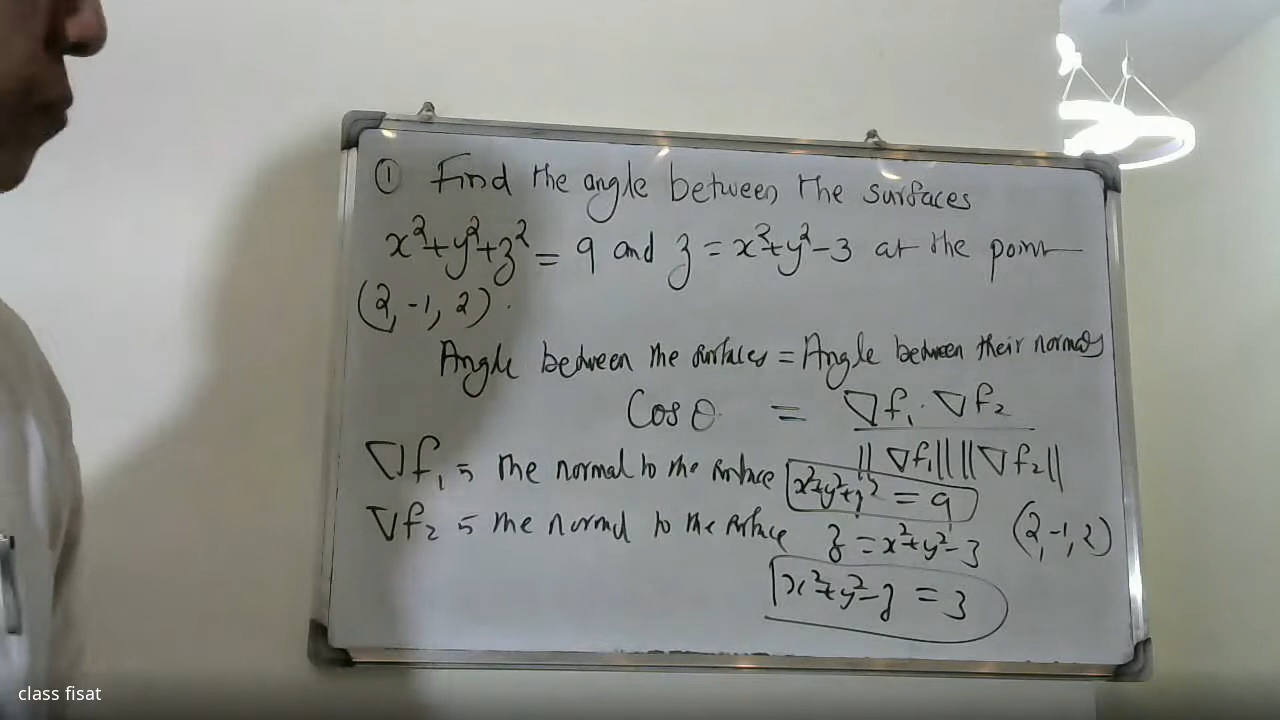 ① Find the angle between the surfaces
x²+y²+z² = 9 and z = x²+y²-3 at the point
(2, -1, 2).
Angle between the surfaces = Angle between their normals
Cos θ = ∇f₁ . ∇f₂ / ||∇f₁|| ||∇f₂||
∇f₁ is the normal to the surface x²+y²+z² = 9
∇f₂ is the normal to the surface z = x²+y²-3 (2, -1, 2)
x²+y²-z = 3
class fisat